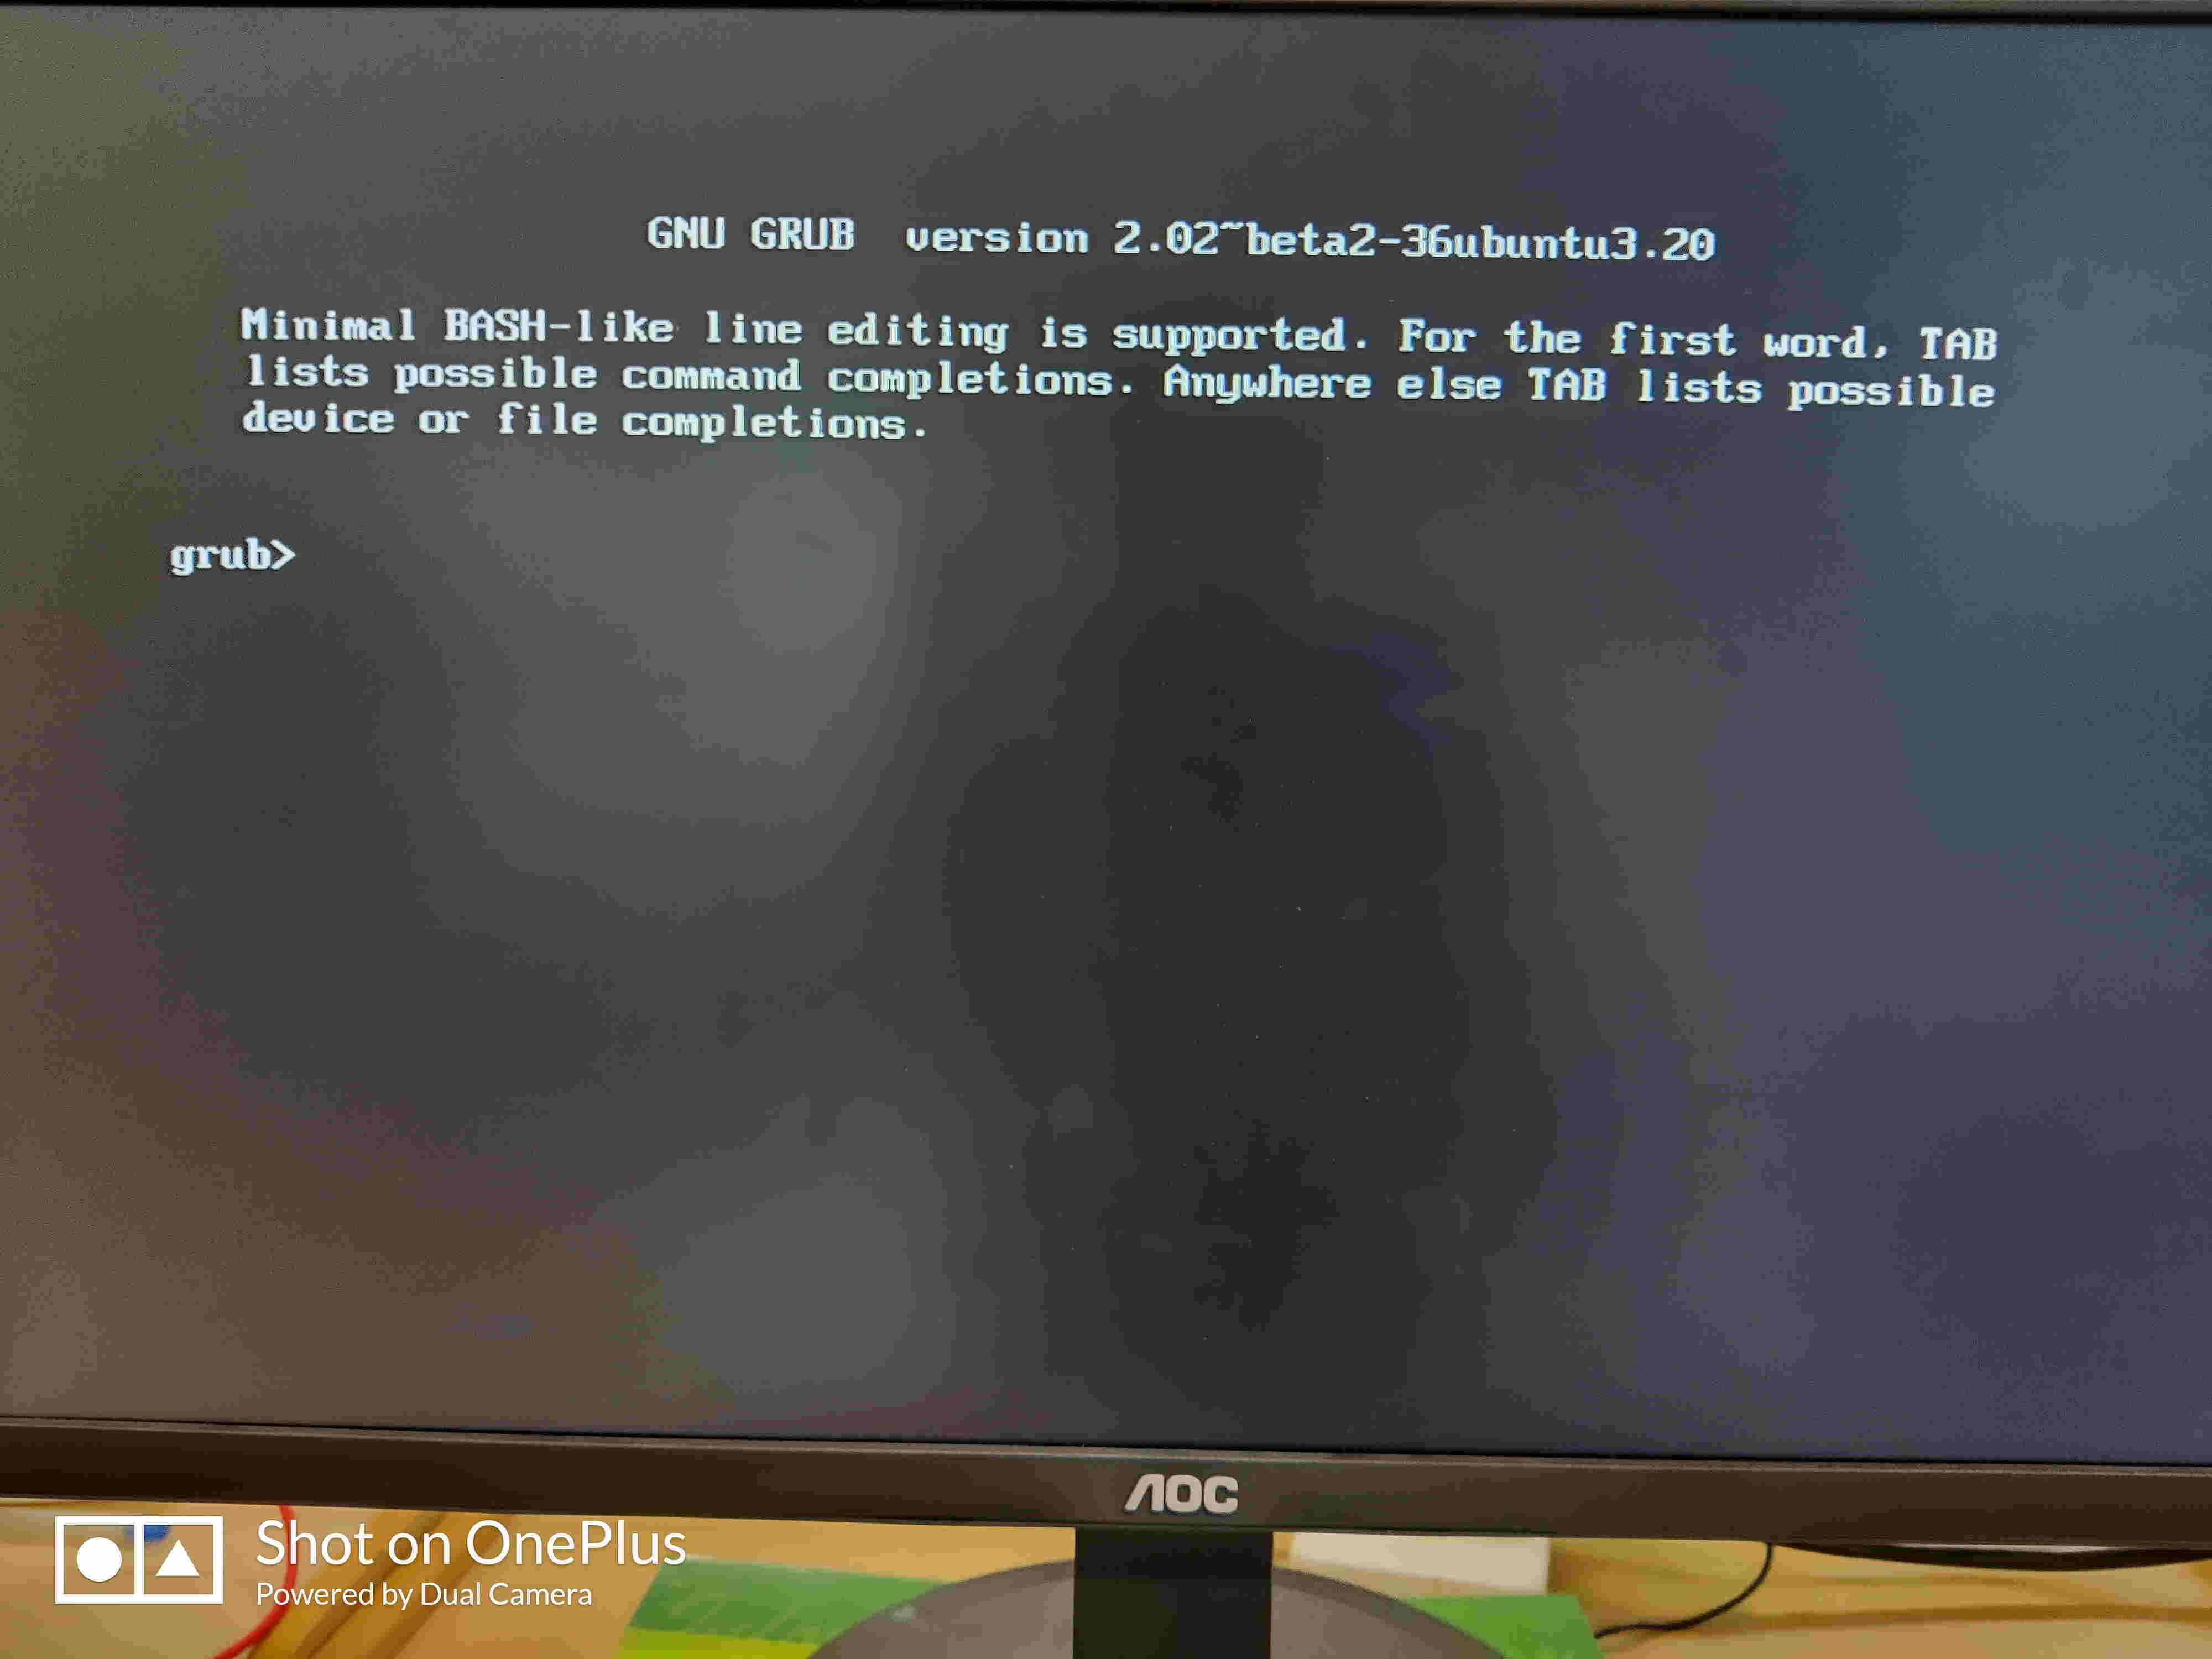 GNU GRUB version 2.02~beta2-36ubuntu3.20
Minimal BASH-like line editing is supported. For the first word, TAB
lists possible command completions. Anywhere else TAB lists possible
device or file completions.
grub>
AOC
Shot on OnePlus
Powered by Dual Camera